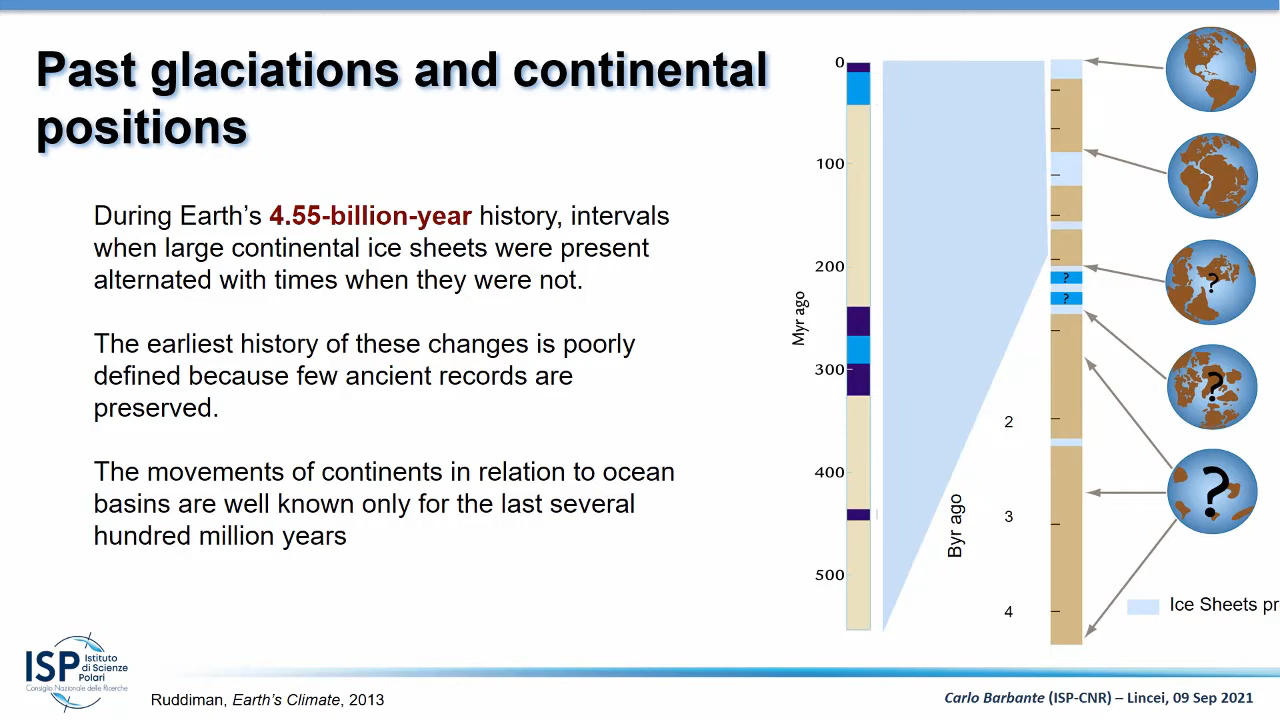 Past glaciations and continental
positions
During Earth's 4.55-billion-year history, intervals
when large continental ice sheets were present
alternated with times when they were not.
The earliest history of these changes is poorly
defined because few ancient records are
preserved.
The movements of continents in relation to ocean
basins are well known only for the last several
hundred million years
0
100
200
300
400
500
Myr ago
2
3
4
Byr ago
?
?
?
?
?
Ice Sheets pr
ISP
Istituto
di Scienze
Polari
Consiglio Nazionale delle Ricerche
Ruddiman, Earth's Climate, 2013
Carlo Barbante (ISP-CNR) – Lincei, 09 Sep 2021